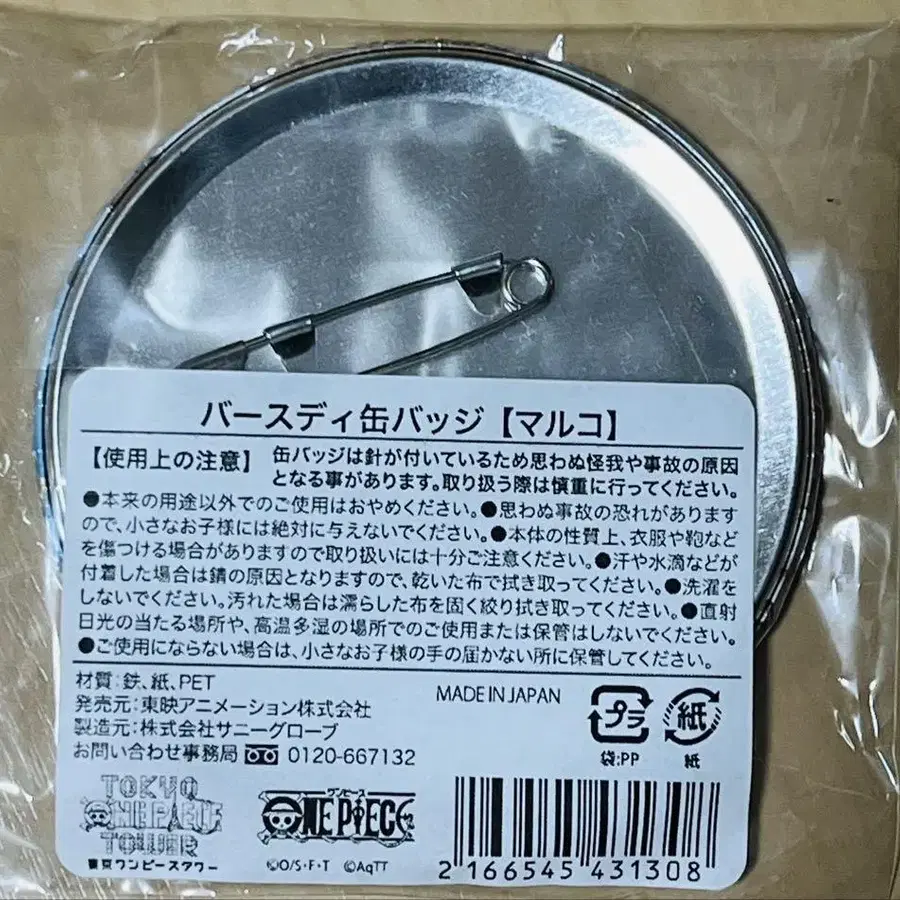 バースディ缶バッジ【マルコ】
【使用上の注意】 缶バッジは針が付いているため思わぬ怪我や事故の原因
となる事があります。取り扱う際は慎重に行ってください。
●本来の用途以外でのご使用はおやめください。●思わぬ事故の恐れがあります
ので、小さなお子様には絶対に与えないでください。●本体の性質上、衣服や鞄など
を傷つける場合がありますので取り扱いには十分ご注意ください。●汗や水滴などが
付着した場合は錆の原因となりますので、乾いた布で拭き取ってください。●洗濯を
しないでください。汚れた場合は濡らした布を固く絞り拭き取ってください。●直射
日光の当たる場所や、高温多湿の場所でのご使用または保管はしないでください。
●ご使用にならない場合は、小さなお子様の手の届かない所に保管してください。
材質:鉄、紙、PET
発売元:東映アニメーション株式会社
製造元:株式会社サニーグローブ
お問い合わせ事務局 0120-667132
MADE IN JAPAN
プラ 紙
袋:PP 紙
TOKYO
ONE PIECE
TOWER
東京ワンピースタワー
ワンピース
ONE PIECE
©O/S・F・T ©AqTT
2 166545 431308